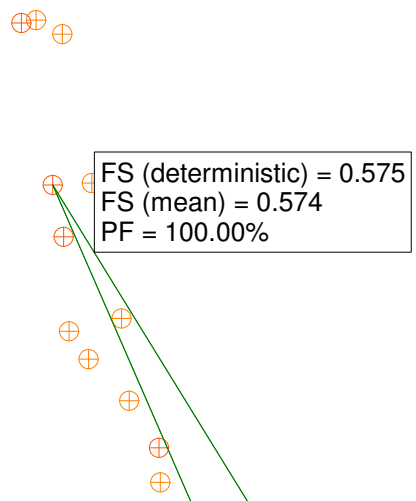 FS (deterministic) = 0.575
FS (mean) = 0.574
PF = 100.00%